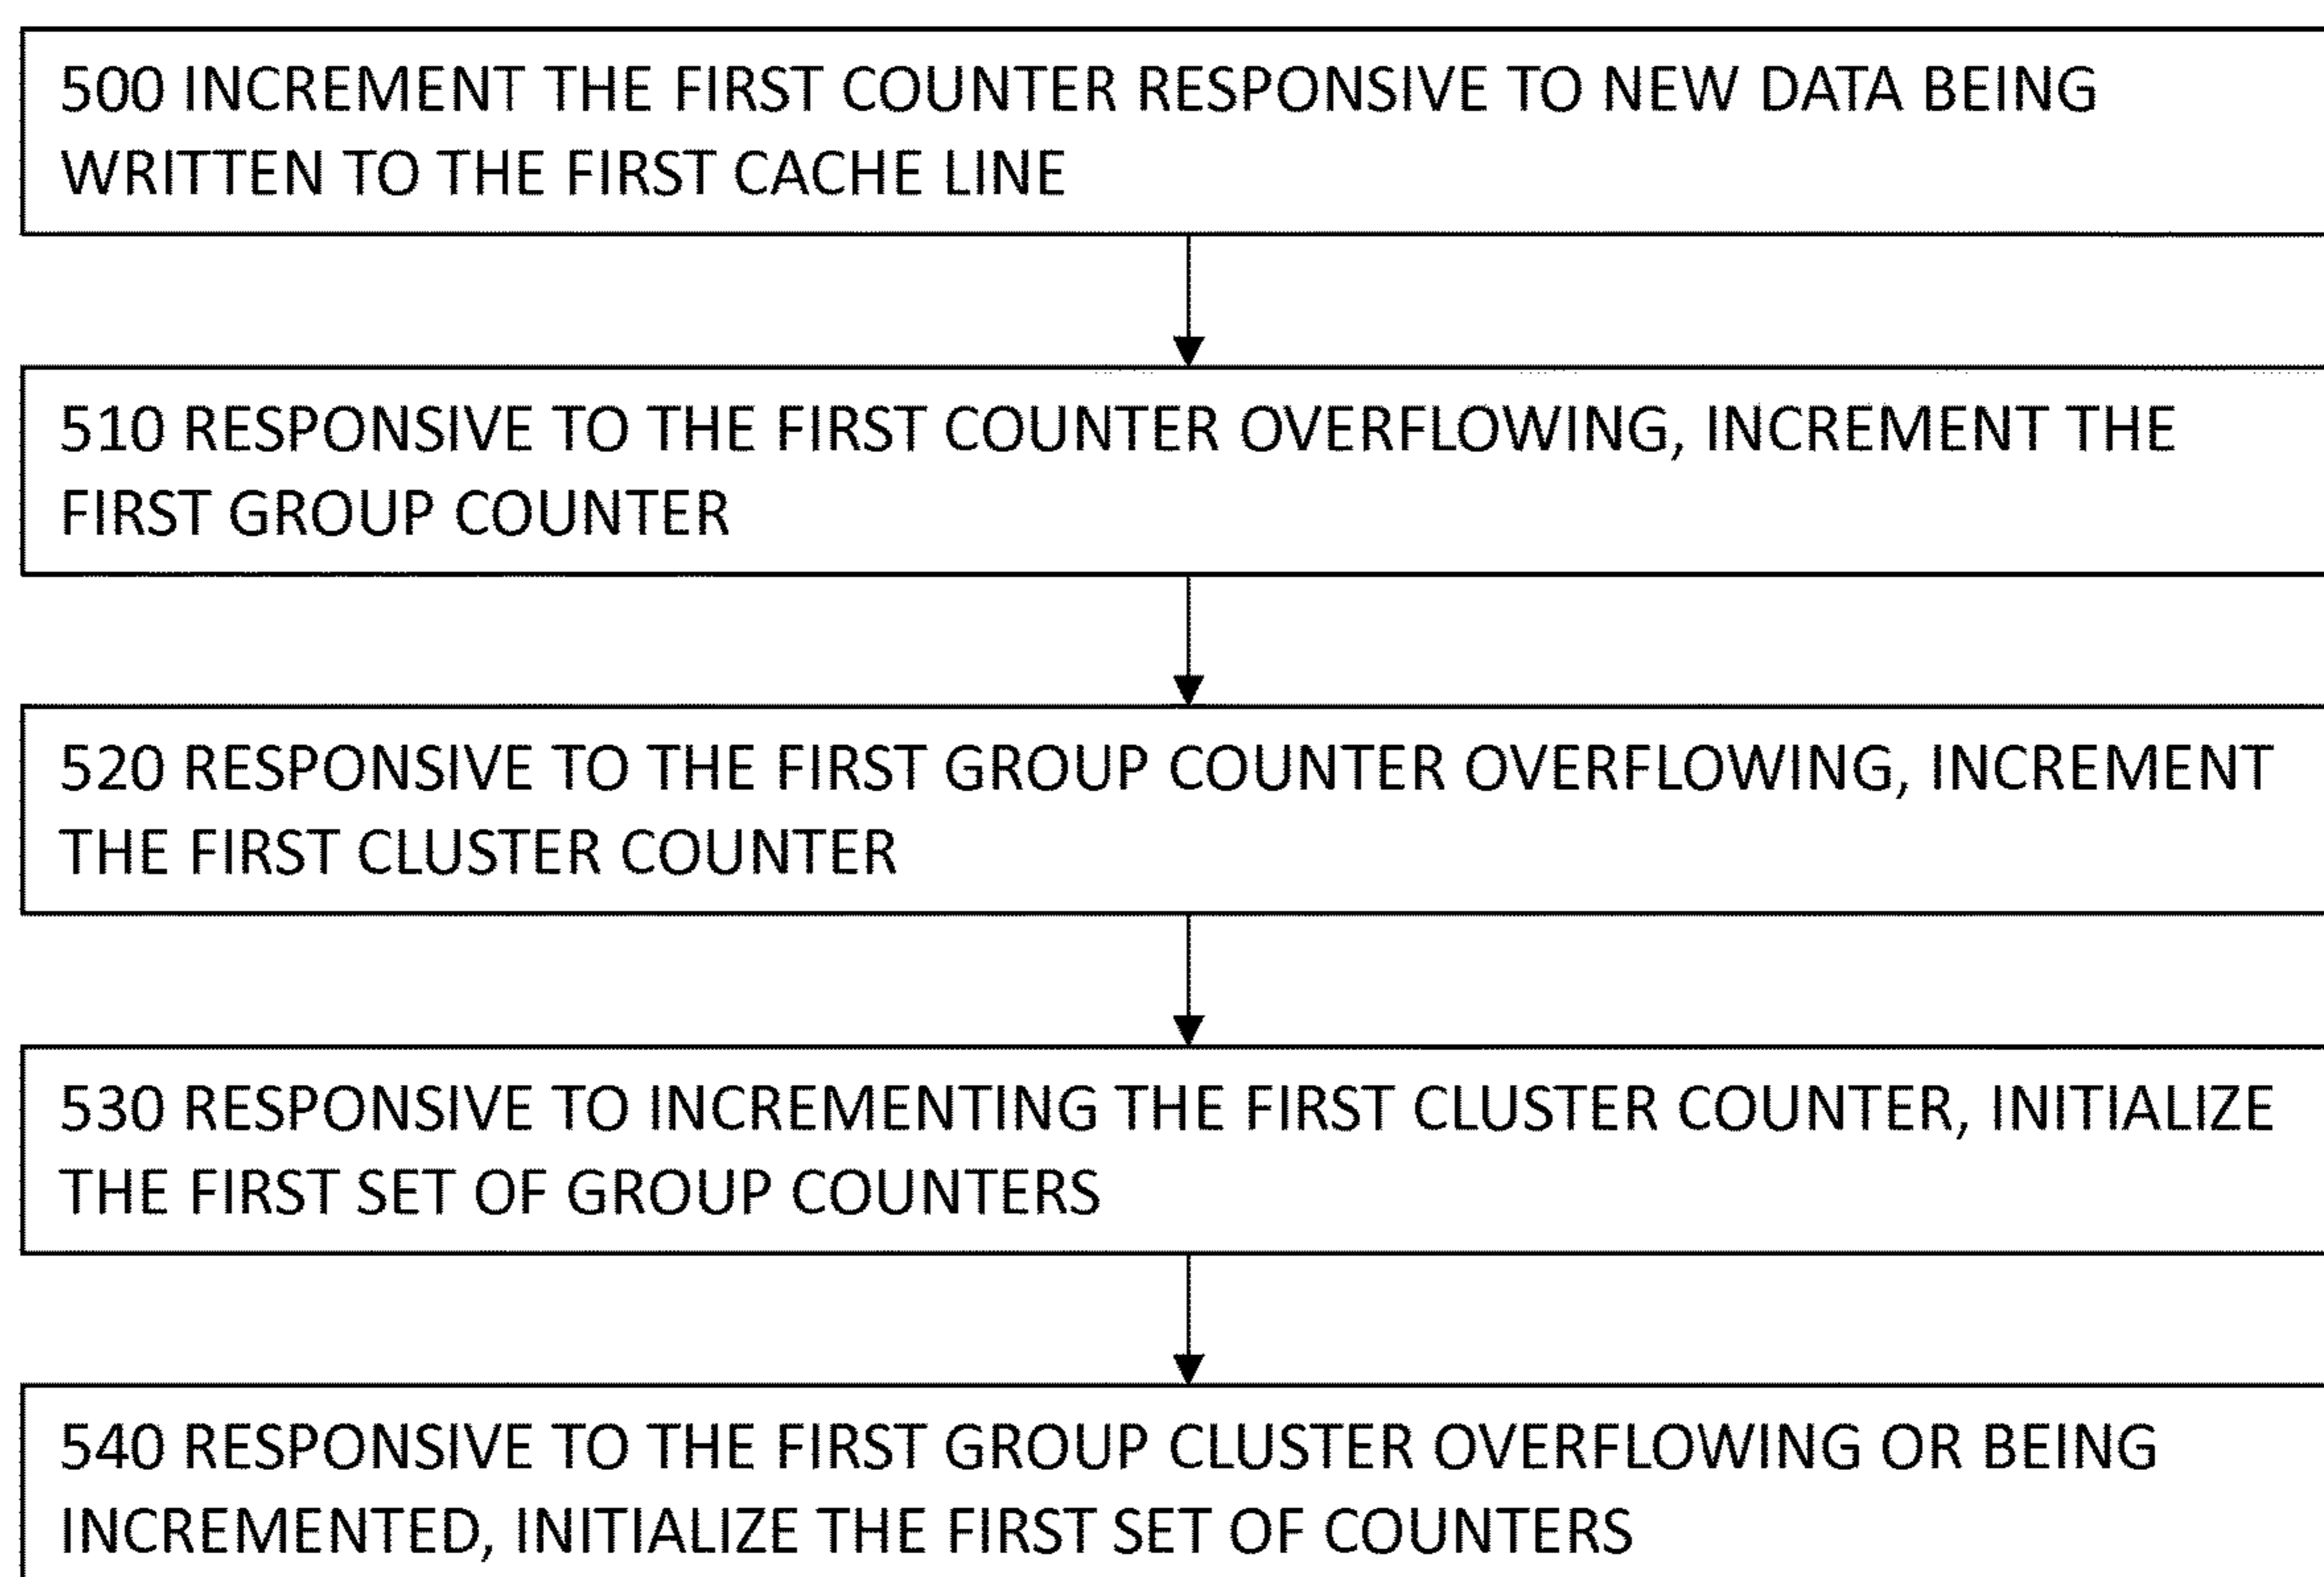 500 INCREMENT THE FIRST COUNTER RESPONSIVE TO NEW DATA BEING
WRITTEN TO THE FIRST CACHE LINE
510 RESPONSIVE TO THE FIRST COUNTER OVERFLOWING, INCREMENT THE
FIRST GROUP COUNTER
520 RESPONSIVE TO THE FIRST GROUP COUNTER OVERFLOWING, INCREMENT
THE FIRST CLUSTER COUNTER
530 RESPONSIVE TO INCREMENTING THE FIRST CLUSTER COUNTER, INITIALIZE
THE FIRST SET OF GROUP COUNTERS
540 RESPONSIVE TO THE FIRST GROUP CLUSTER OVERFLOWING OR BEING
INCREMENTED, INITIALIZE THE FIRST SET OF COUNTERS